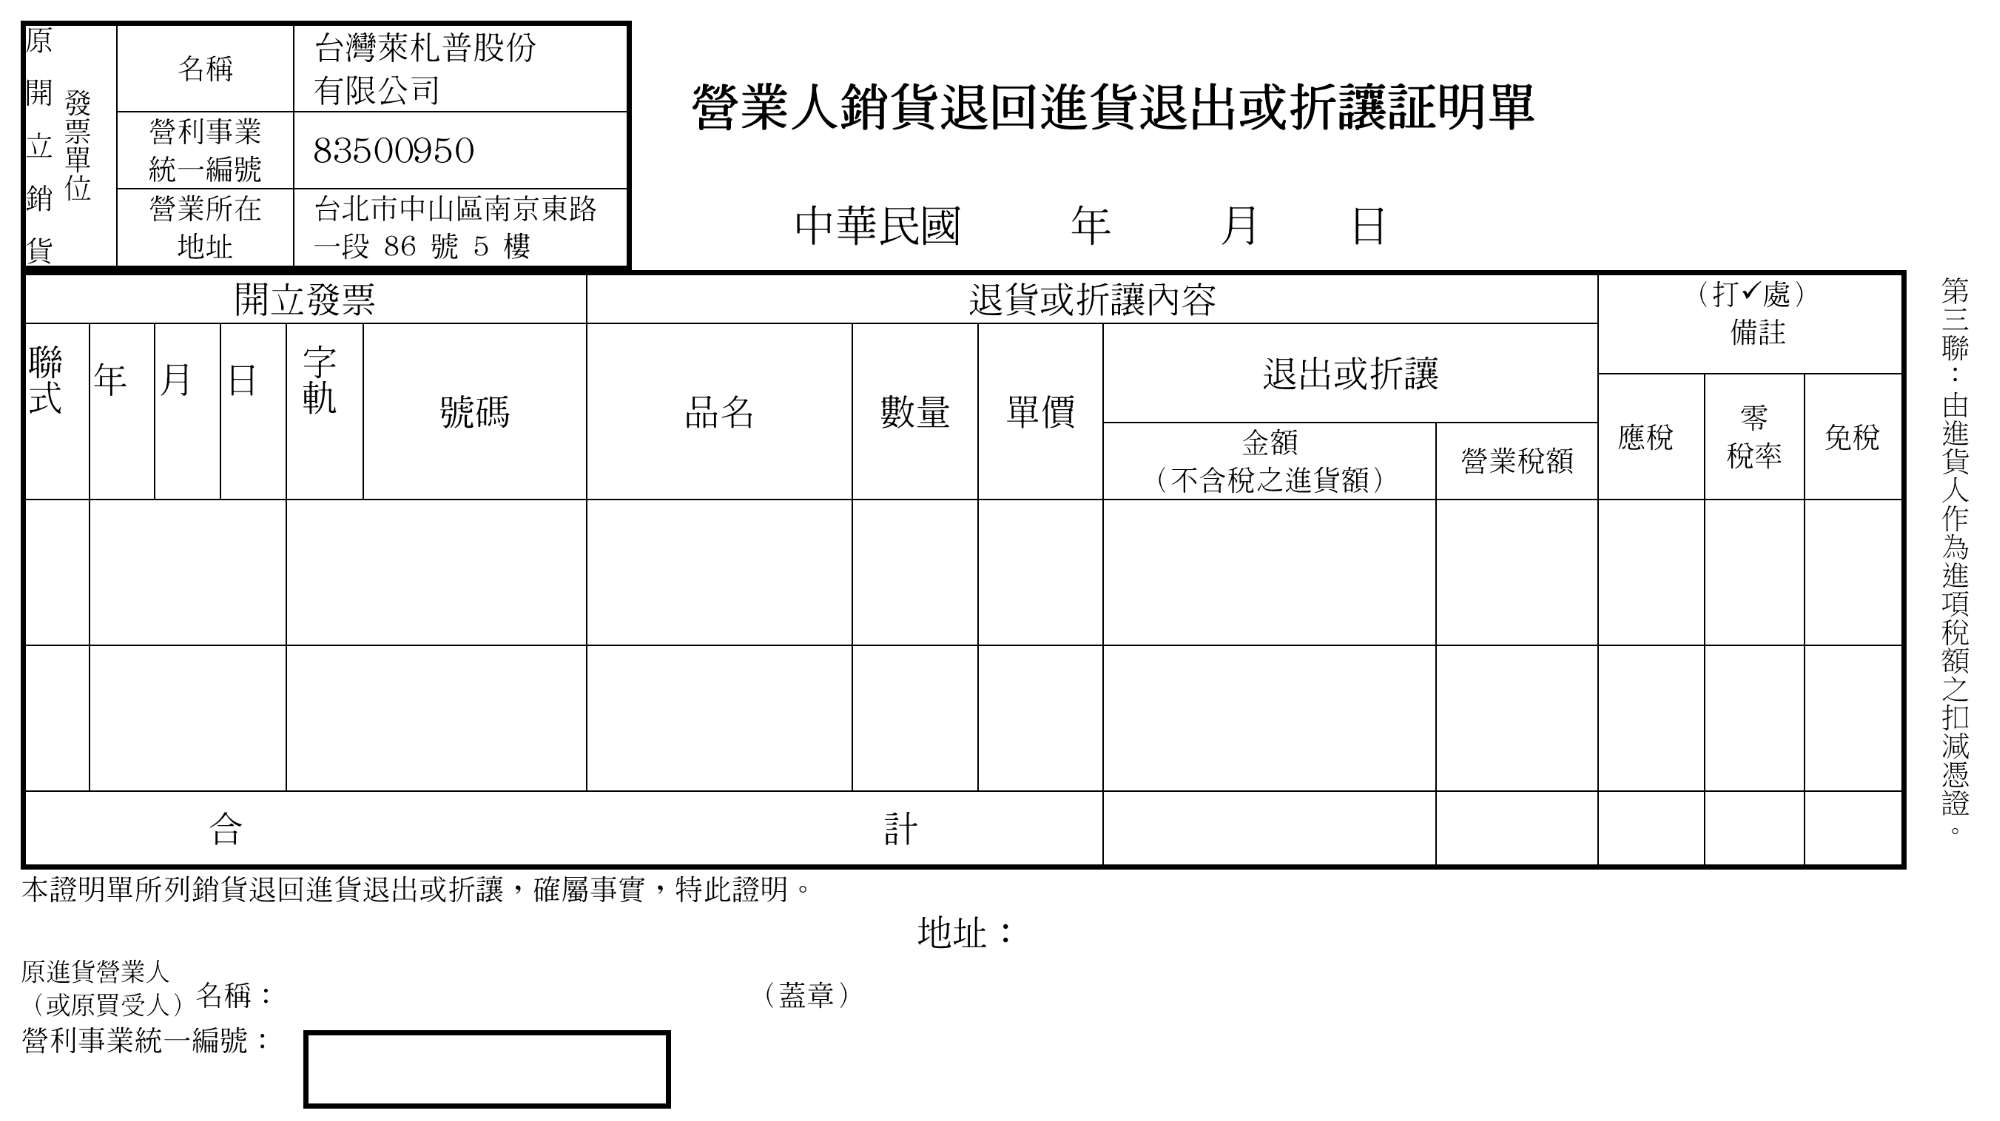 原開立銷貨
發票單位
名稱
台灣萊札普股份
有限公司
營利事業
統一編號
83500950
營業所在
地址
台北市中山區南京東路
一段 86 號 5 樓
營業人銷貨退回進貨退出或折讓証明單
中華民國 年 月 日
開立發票
退貨或折讓內容
（打✓處）
備註
聯式
年
月
日
字軌
號碼
品名
數量
單價
退出或折讓
金額
（不含稅之進貨額）
營業稅額
應稅
零
稅率
免稅
合 計
第三聯：由進貨人作為進項稅額之扣減憑證。
本證明單所列銷貨退回進貨退出或折讓，確屬事實，特此證明。
地址：
原進貨營業人
（或原買受人）名稱： （蓋章）
營利事業統一編號：